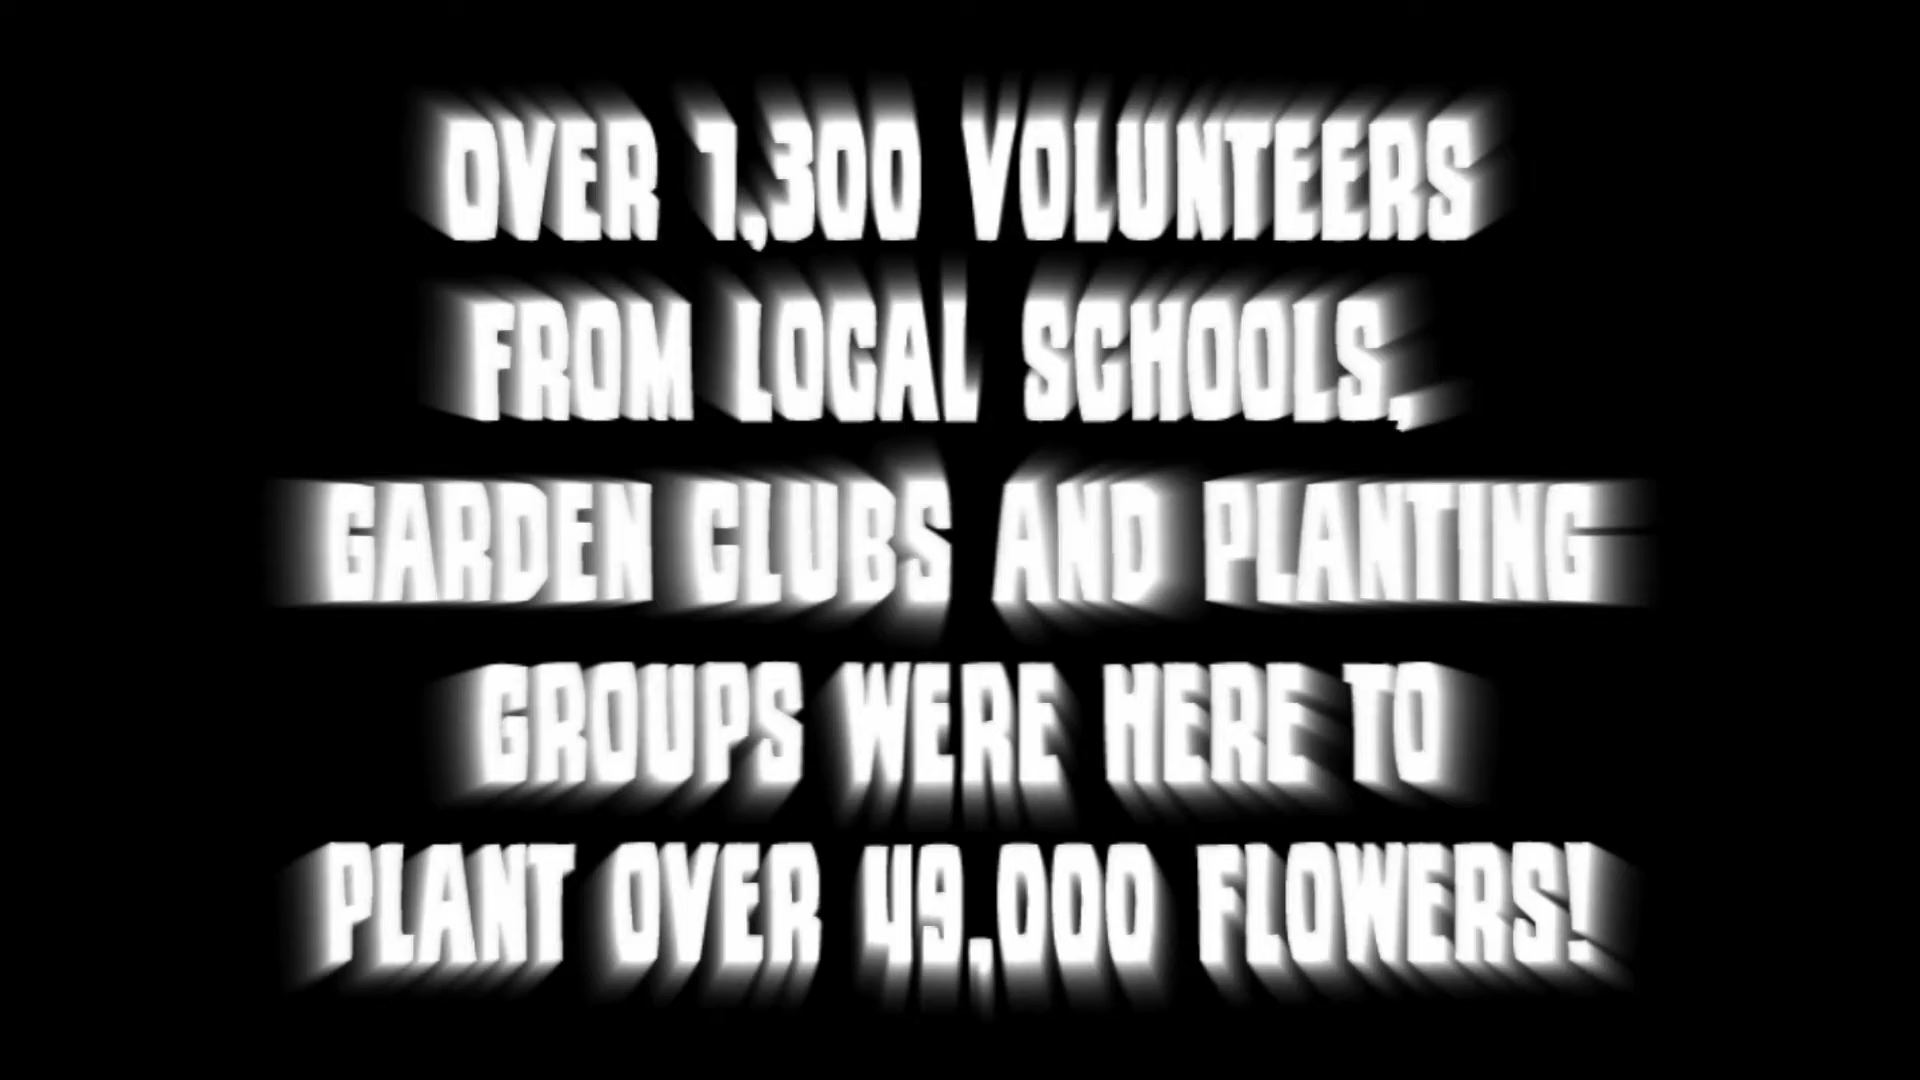 OVER 1,300 VOLUNTEERS
FROM LOCAL SCHOOLS,
GARDEN CLUBS AND PLANTING
GROUPS WERE HERE TO
PLANT OVER 49,000 FLOWERS!